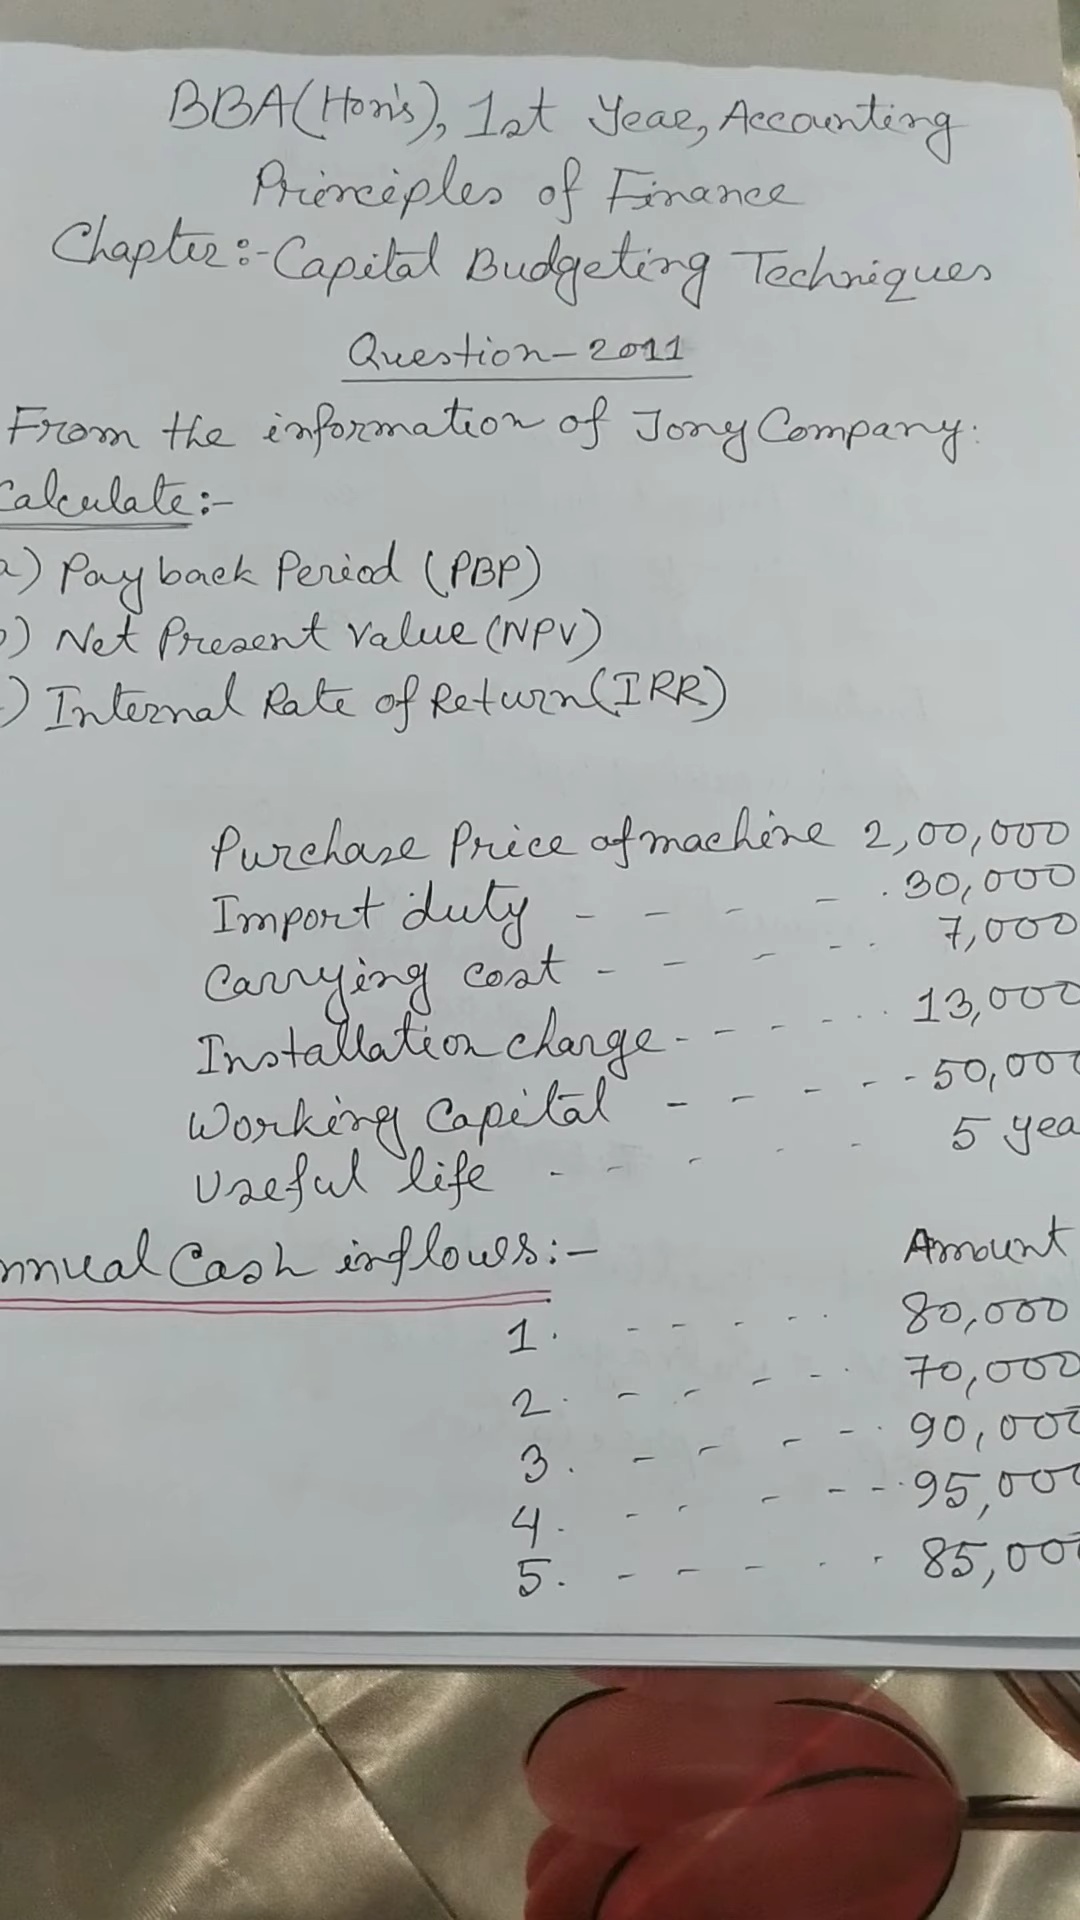 BBA(Hon's), 1st Year, Accounting
Principles of Finance
Chapter:-Capital Budgeting Techniques
Question-2011
From the information of Jony Company:
Calculate:-
a) Payback Period (PBP)
) Net Present Value (NPV)
) Internal Rate of Return (IRR)
Purchase Price of machine 2,00,000
Import duty - - - - . 30,000
Carrying cost - - - - . . 7,000
Installation charge - - - - . . 13,000
Working Capital - - - - - - 50,000
Useful life - - - - - 5 yea
nnual Cash inflows:- Amount
1. - - - - . 80,000
2. - - - - . 70,000
3. - - - - . 90,000
4. - - - - - . 95,000
5. - - - . . . 85,000